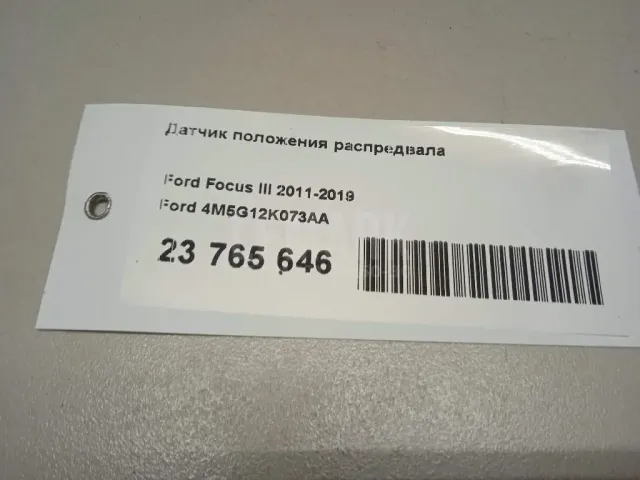 Датчик положения распредвала
Ford Focus III 2011-2019
Ford 4M5G12K073AA
23 765 646